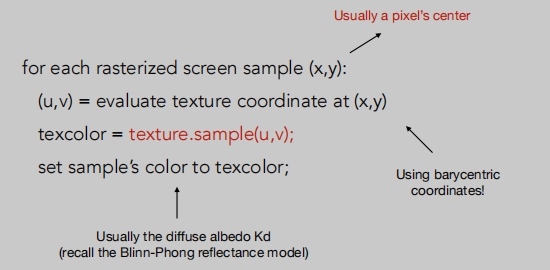 Usually a pixel's center
for each rasterized screen sample (x,y):
(u,v) = evaluate texture coordinate at (x,y)
texcolor = texture.sample(u,v);
set sample's color to texcolor;
Using barycentric
coordinates!
Usually the diffuse albedo Kd
(recall the Blinn-Phong reflectance model)